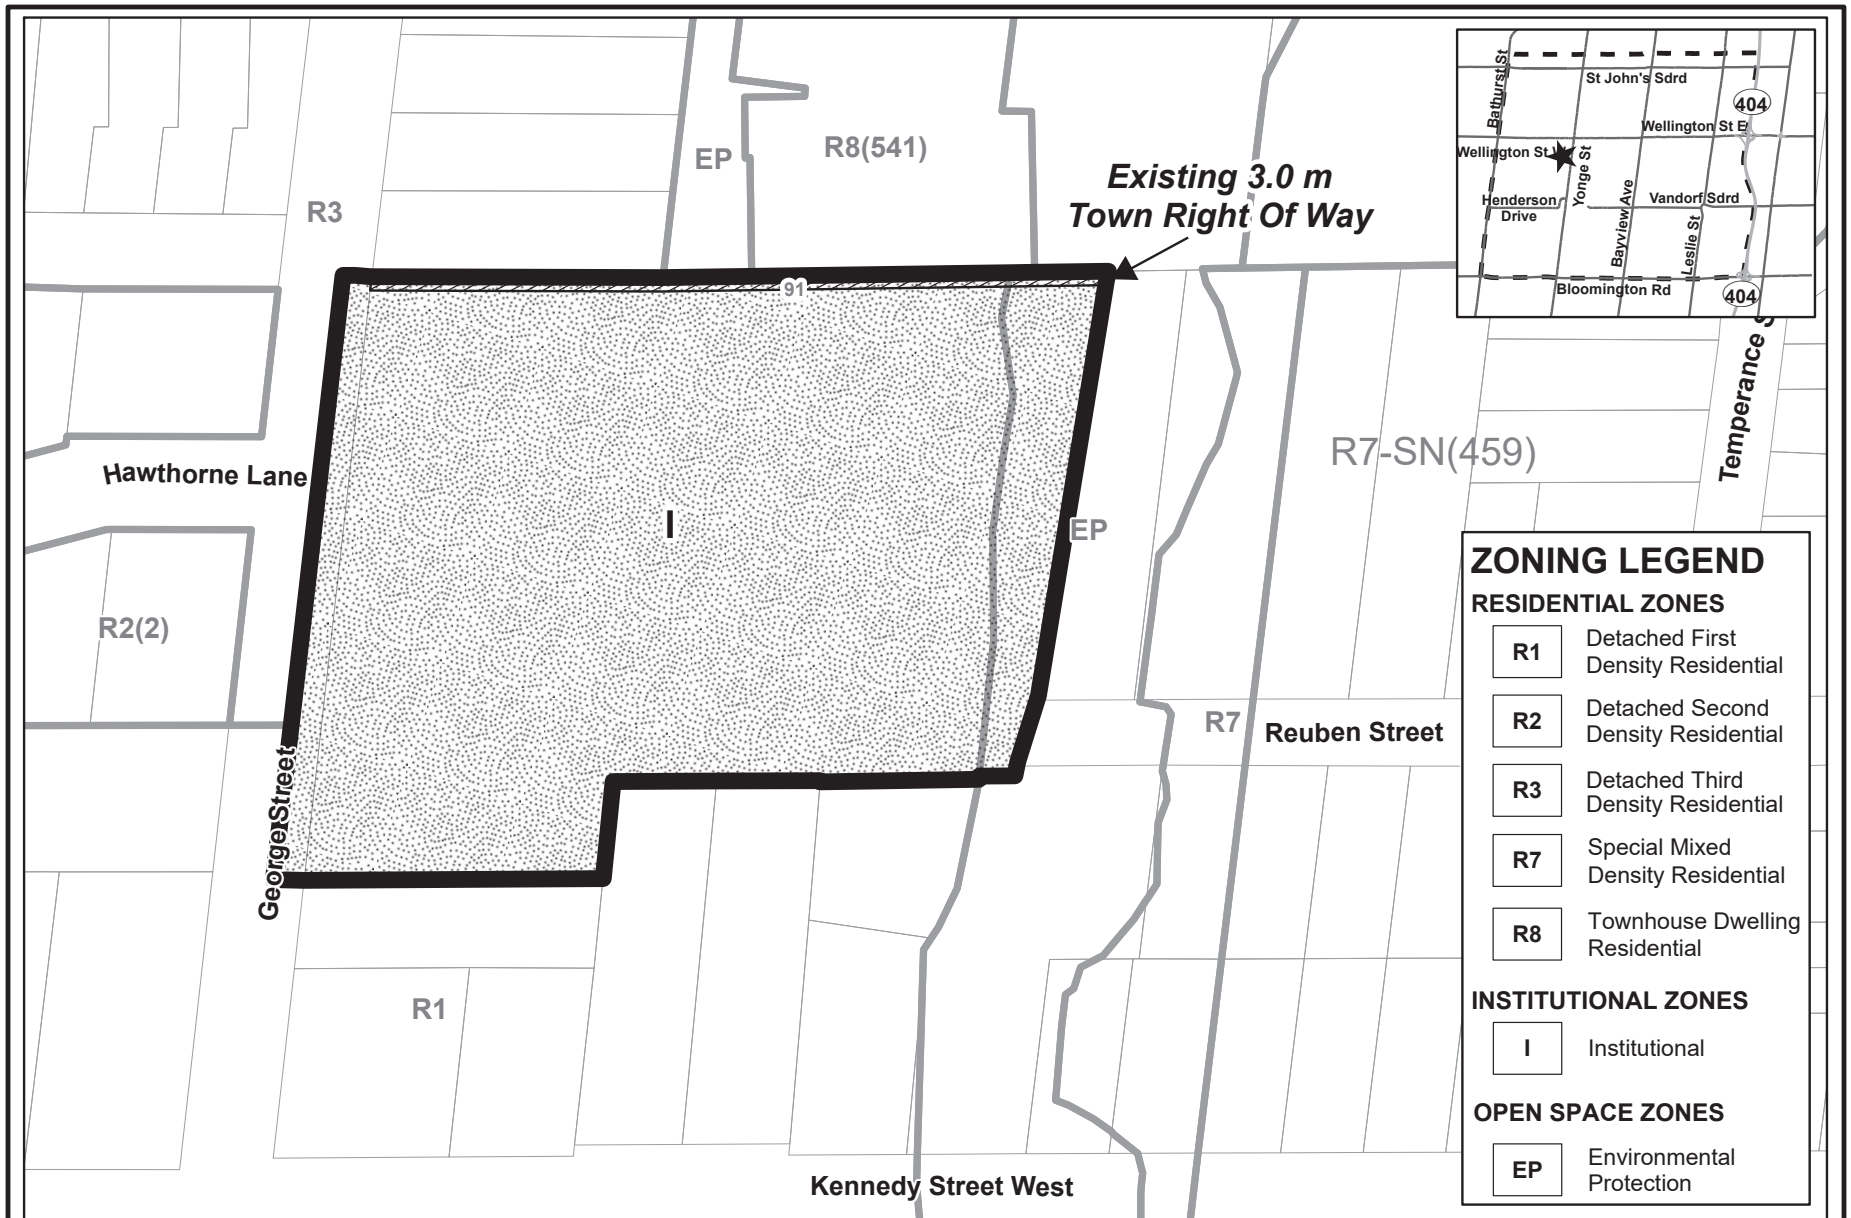 R3
EP
R8(541)
Existing 3.0 m
Town Right Of Way
91
Hawthorne Lane
I
EP
R7-SN(459)
R2(2)
R7
Reuben Street
George Street
R1
Kennedy Street West
Bathurst St
St John's Sdrd
404
Wellington St E
Wellington St
Yonge St
Henderson
Drive
Bayview Ave
Vandorf Sdrd
Leslie St
Bloomington Rd
404
Temperance S
ZONING LEGEND
RESIDENTIAL ZONES
R1
Detached First
Density Residential
R2
Detached Second
Density Residential
R3
Detached Third
Density Residential
R7
Special Mixed
Density Residential
R8
Townhouse Dwelling
Residential
INSTITUTIONAL ZONES
I
Institutional
OPEN SPACE ZONES
EP
Environmental
Protection